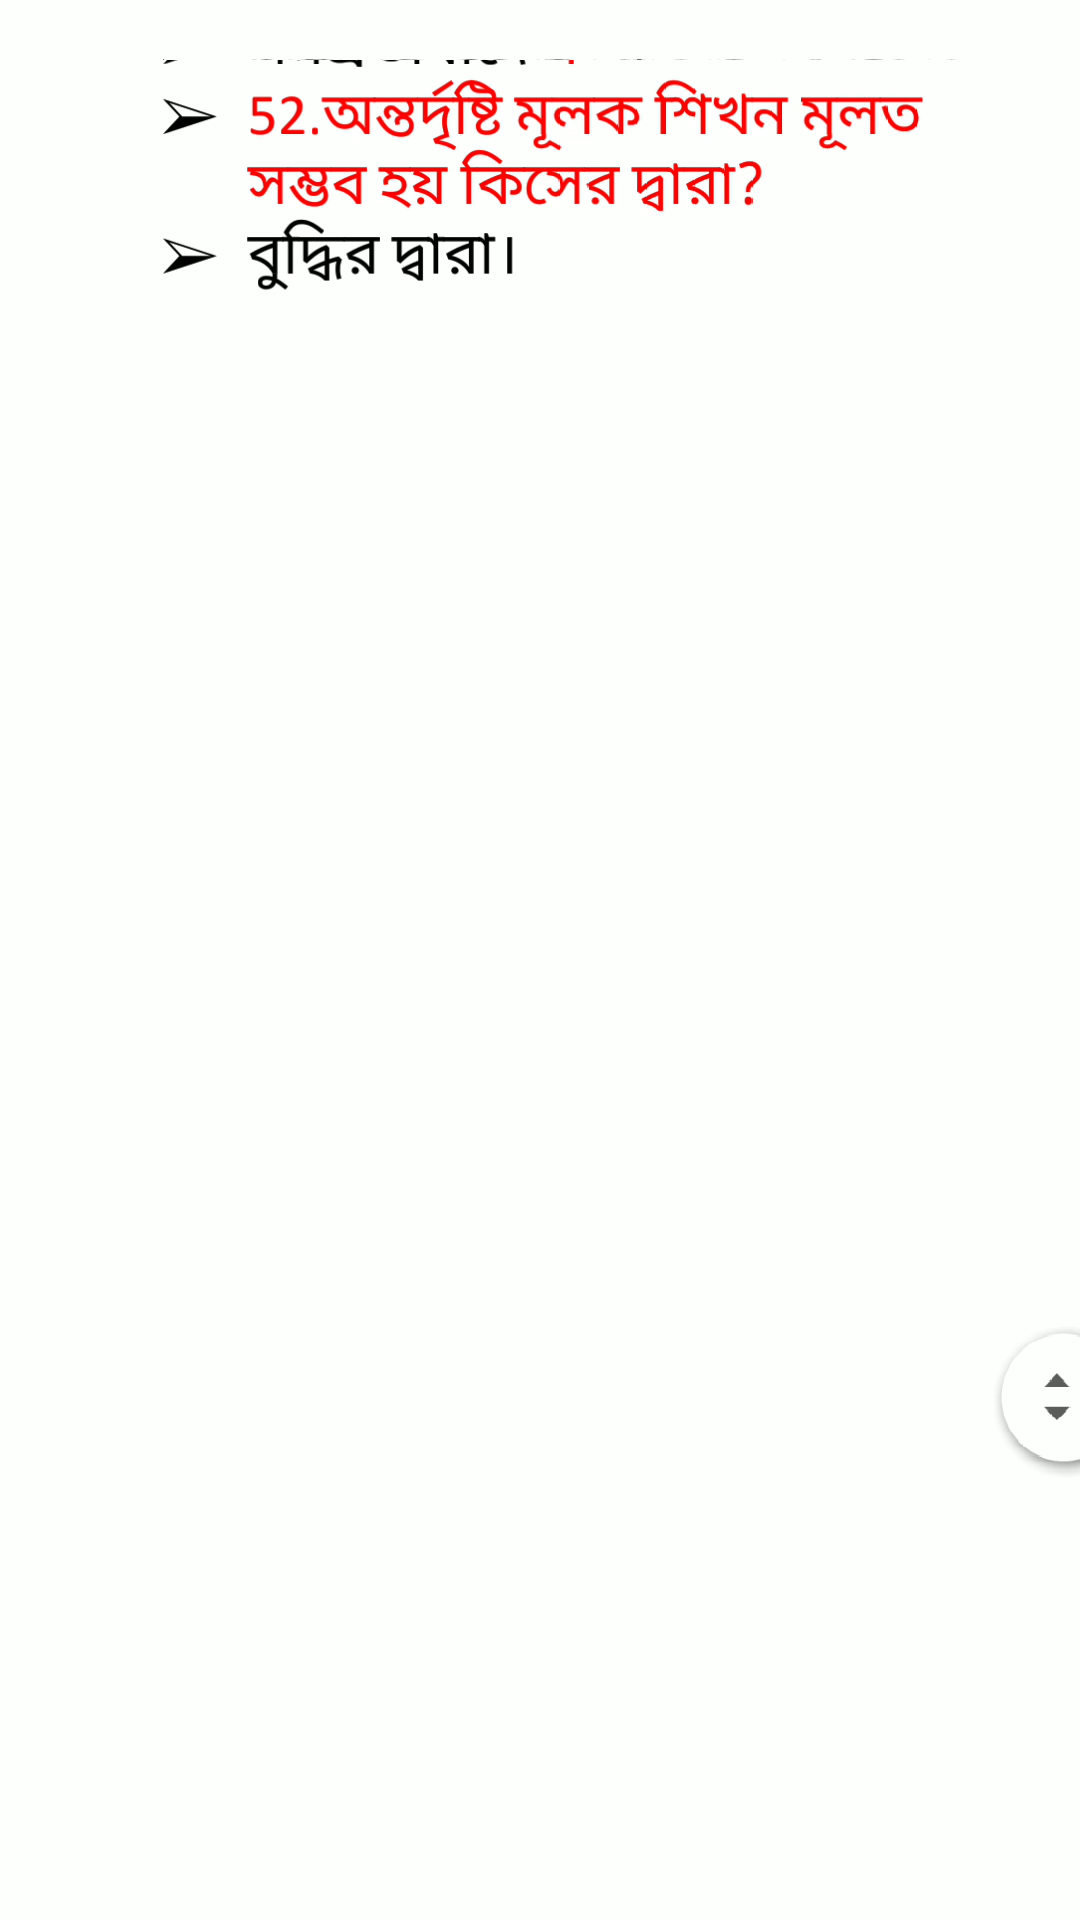 ➢ 52.অন্তর্দৃষ্টি মূলক শিখন মূলত
সম্ভব হয় কিসের দ্বারা?
➢ বুদ্ধির দ্বারা।